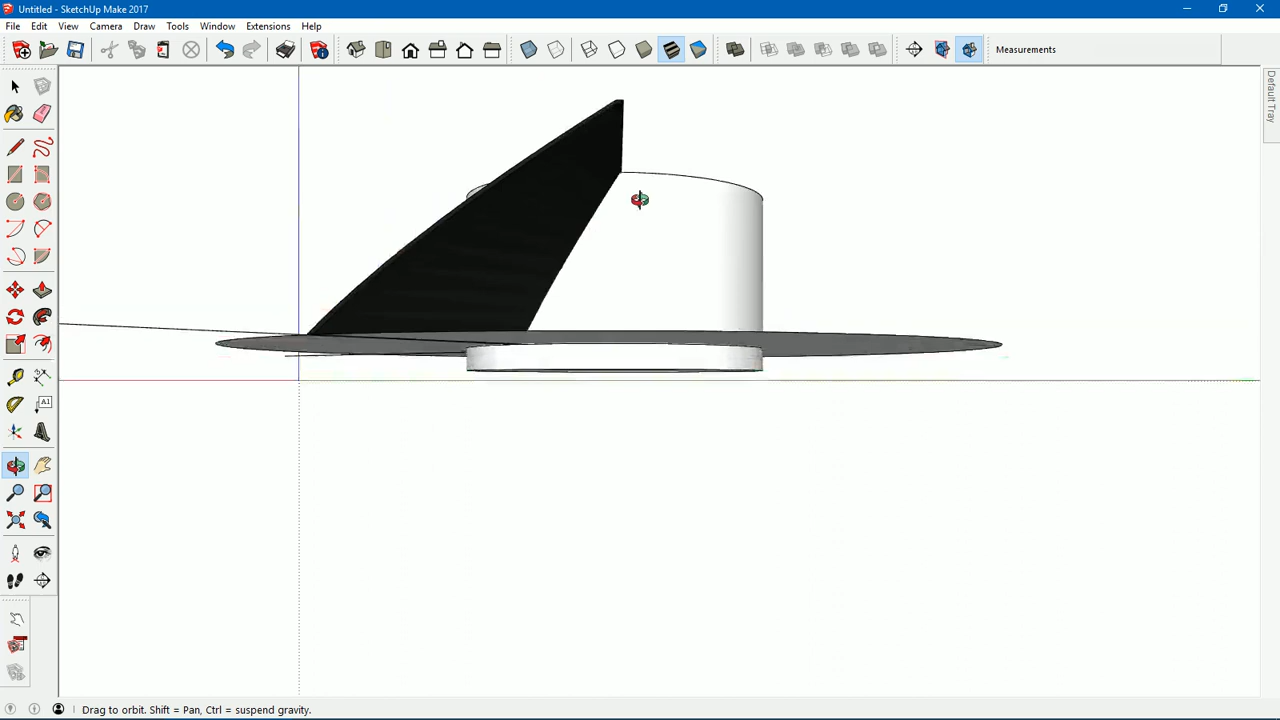 Untitled - SketchUp Make 2017
File Edit View Camera Draw Tools Window Extensions Help
Measurements
Default Tray
A1
Drag to orbit. Shift = Pan, Ctrl = suspend gravity.